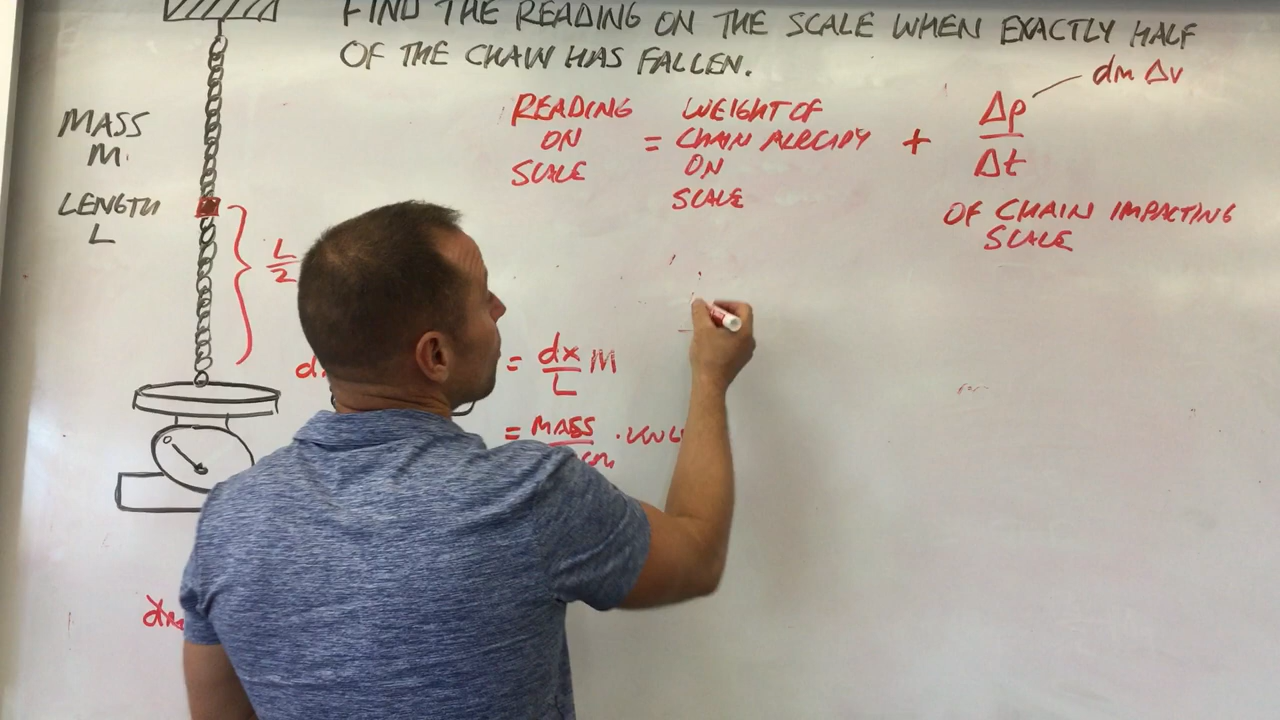 FIND THE READING ON THE SCALE WHEN EXACTLY HALF
OF THE CHAIN HAS FALLEN.
MASS
M
LENGTH
L
L/2
READING
ON
SCALE
=
WEIGHT OF
CHAIN ALREADY
ON
SCALE
+
Δp/Δt
dm Δv
OF CHAIN IMPACTING
SCALE
= dx/L M
= MASS